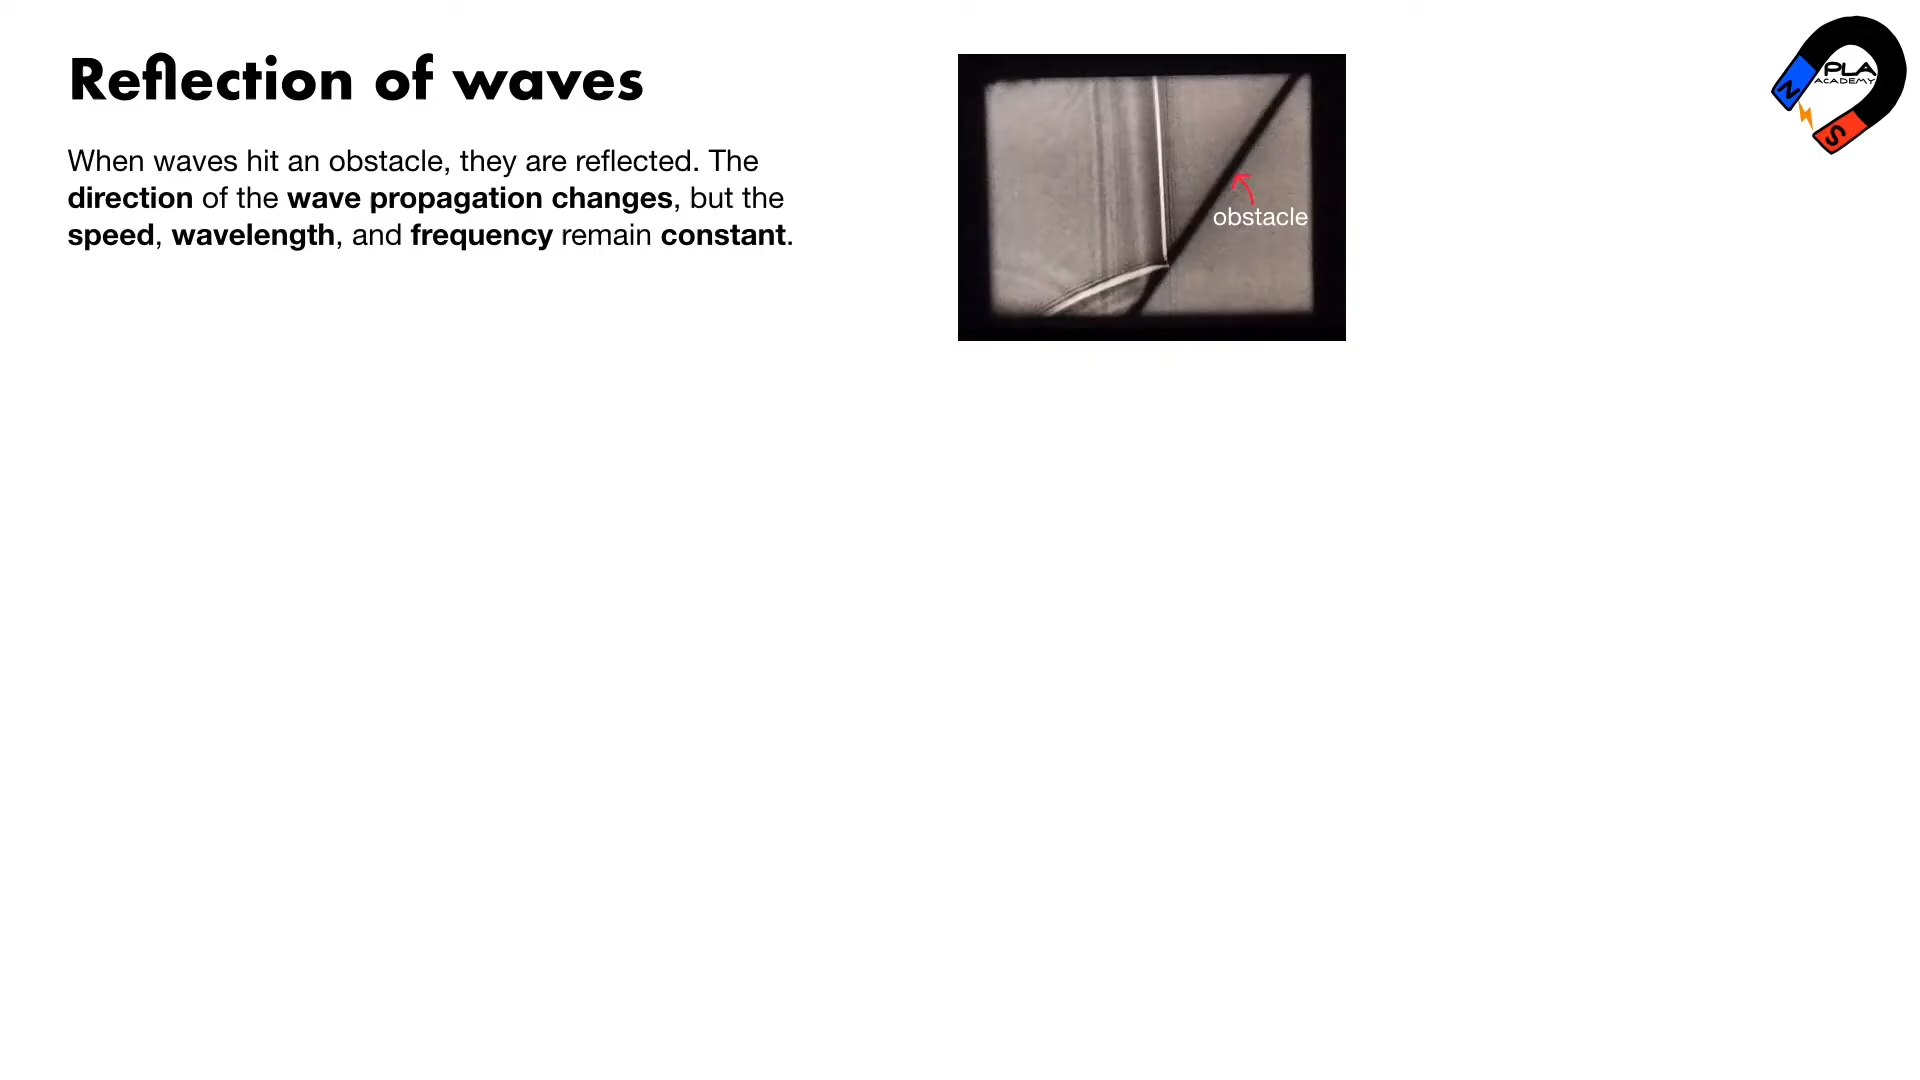 Reflection of waves
When waves hit an obstacle, they are reflected. The
direction of the wave propagation changes, but the
speed, wavelength, and frequency remain constant.
obstacle
PLA
ACADEMY
N
S